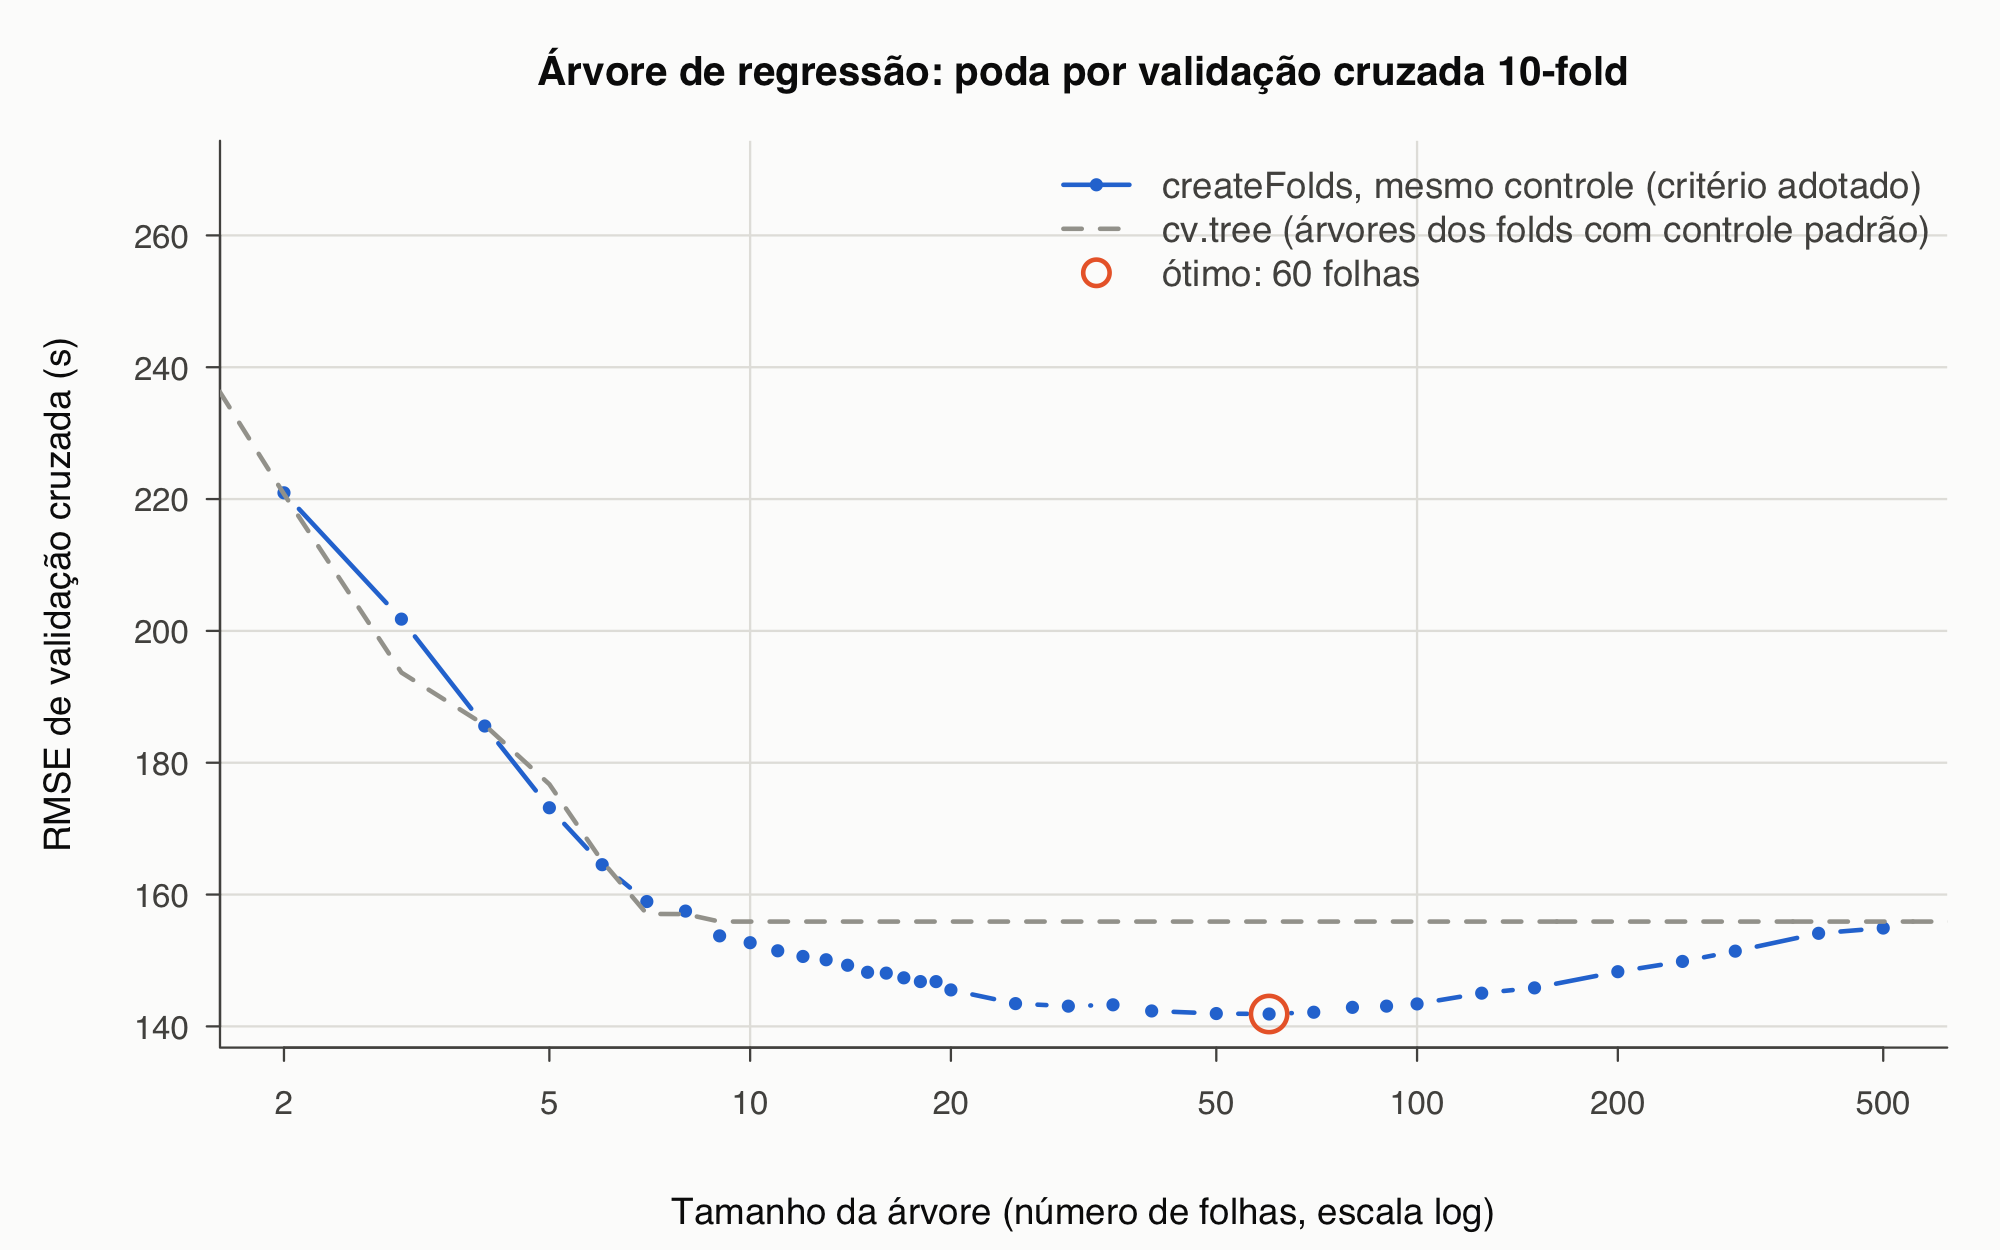 Árvore de regressão: poda por validação cruzada 10-fold
createFolds, mesmo controle (critério adotado)
cv.tree (árvores dos folds com controle padrão)
ótimo: 60 folhas
RMSE de validação cruzada (s)
260
240
220
200
180
160
140
2 5 10 20 50 100 200 500
Tamanho da árvore (número de folhas, escala log)